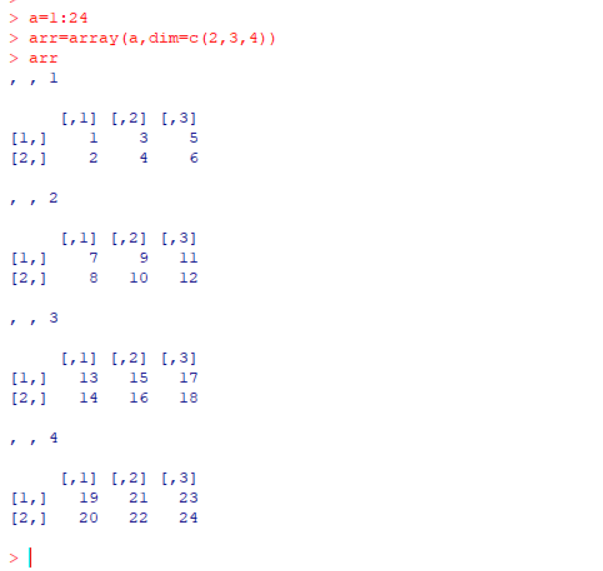 > a=1:24
> arr=array(a,dim=c(2,3,4))
> arr
, , 1
     [,1] [,2] [,3]
[1,]    1    3    5
[2,]    2    4    6
, , 2
     [,1] [,2] [,3]
[1,]    7    9   11
[2,]    8   10   12
, , 3
     [,1] [,2] [,3]
[1,]   13   15   17
[2,]   14   16   18
, , 4
     [,1] [,2] [,3]
[1,]   19   21   23
[2,]   20   22   24
>